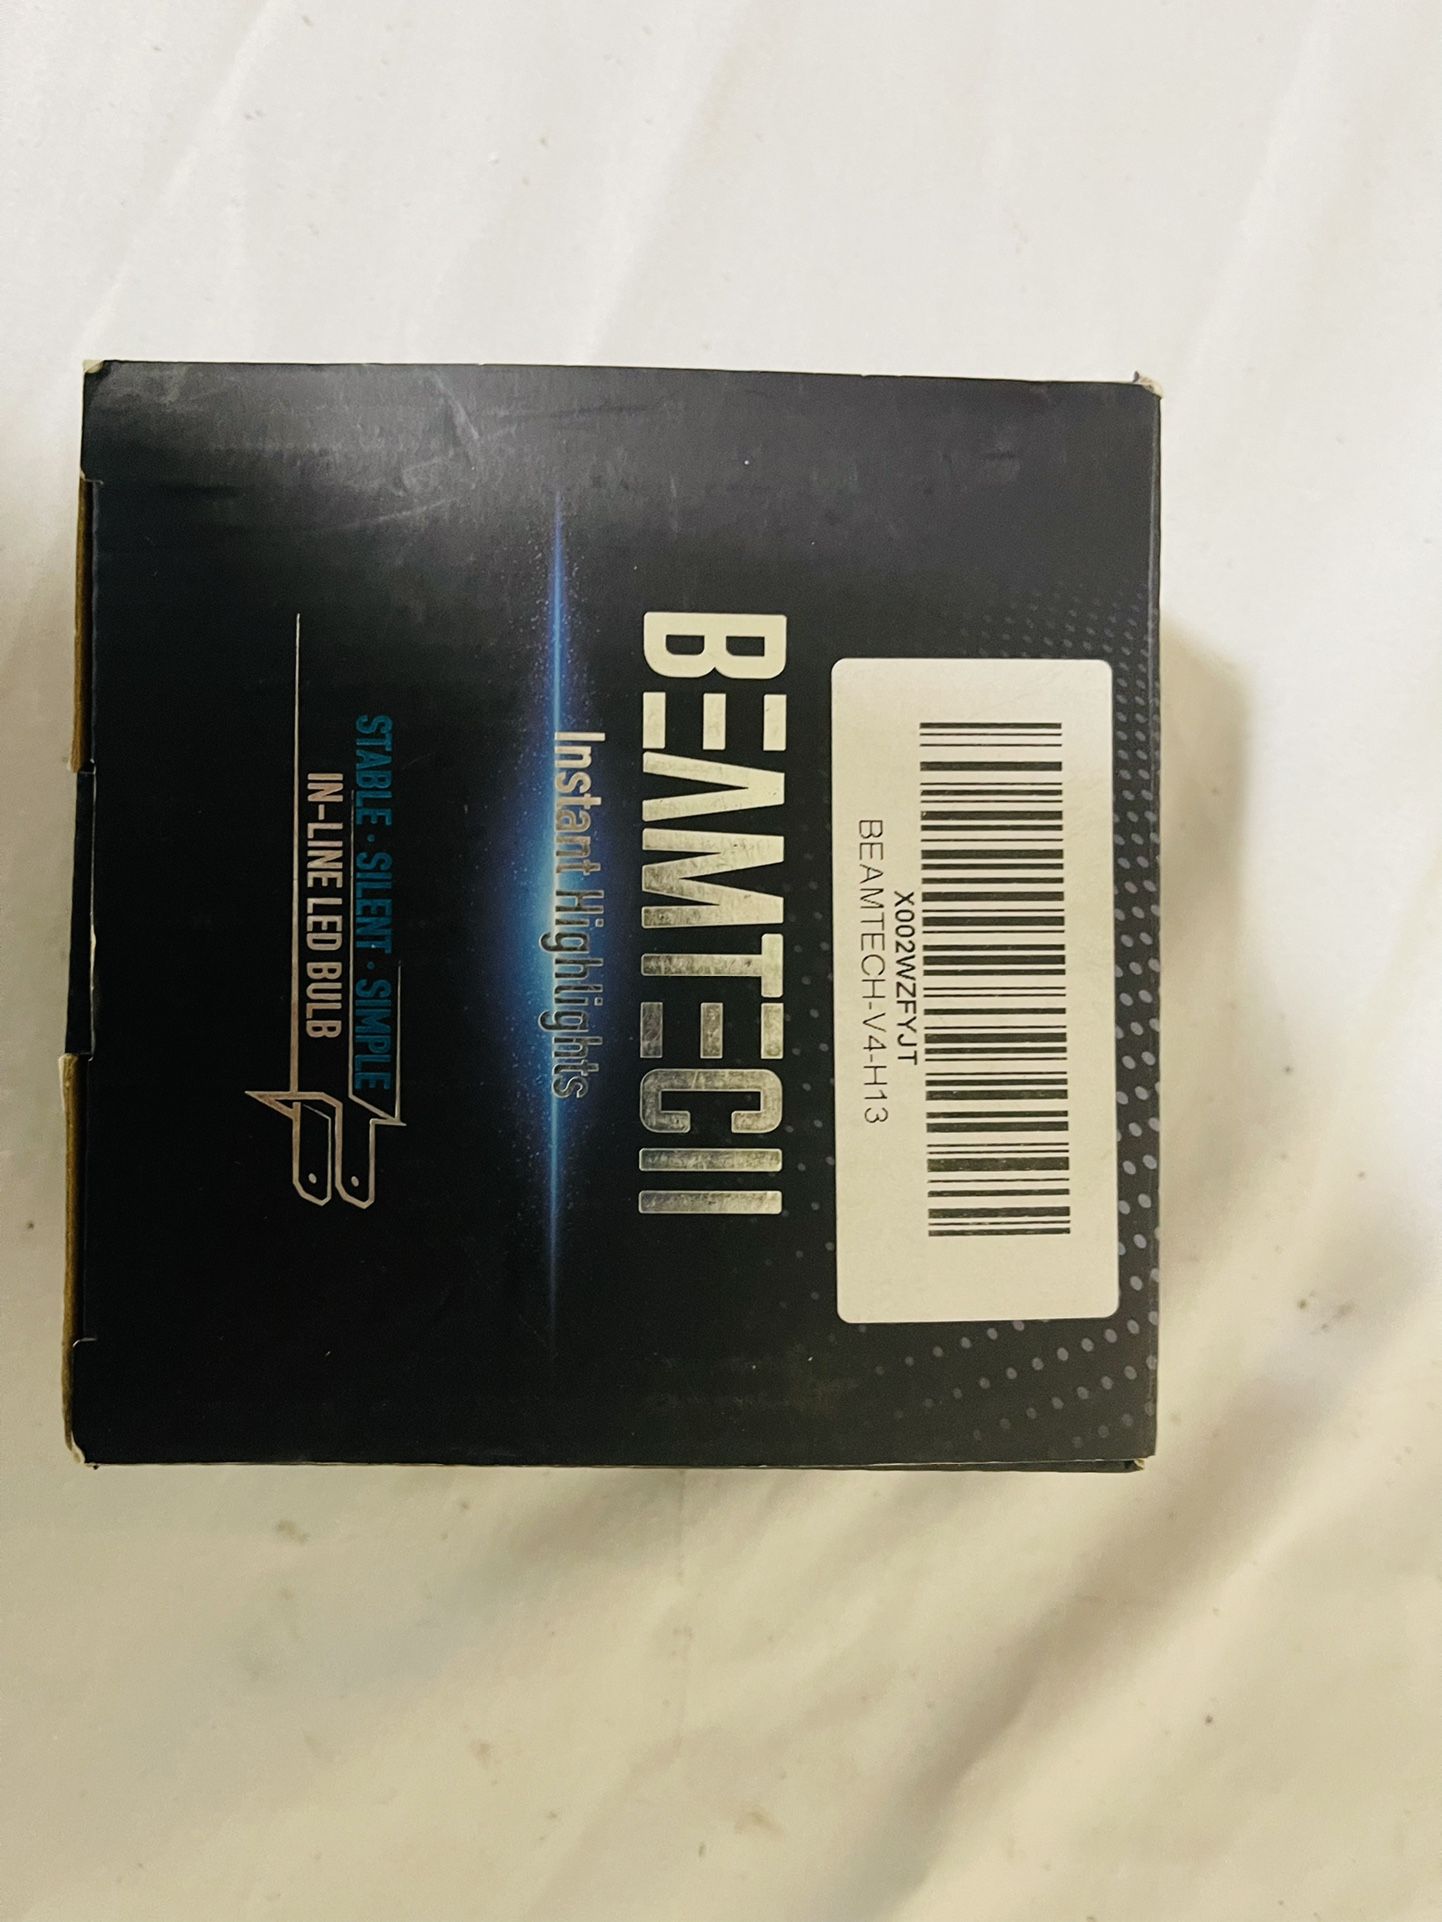 X002WZFYJT
BEAMTECH-V4-H13
BEAMTECH
Instant Highlights
STABLE · SILENT · SIMPLE
IN-LINE LED BULB